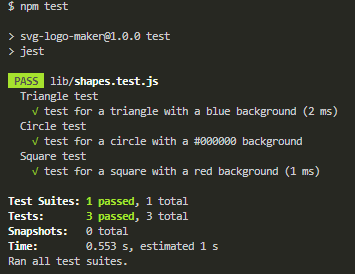 $ npm test
> svg-logo-maker@1.0.0 test
> jest
PASS lib/shapes.test.js
Triangle test
√ test for a triangle with a blue background (2 ms)
Circle test
√ test for a circle with a #000000 background
Square test
√ test for a square with a red background (1 ms)
Test Suites: 1 passed, 1 total
Tests: 3 passed, 3 total
Snapshots: 0 total
Time: 0.553 s, estimated 1 s
Ran all test suites.